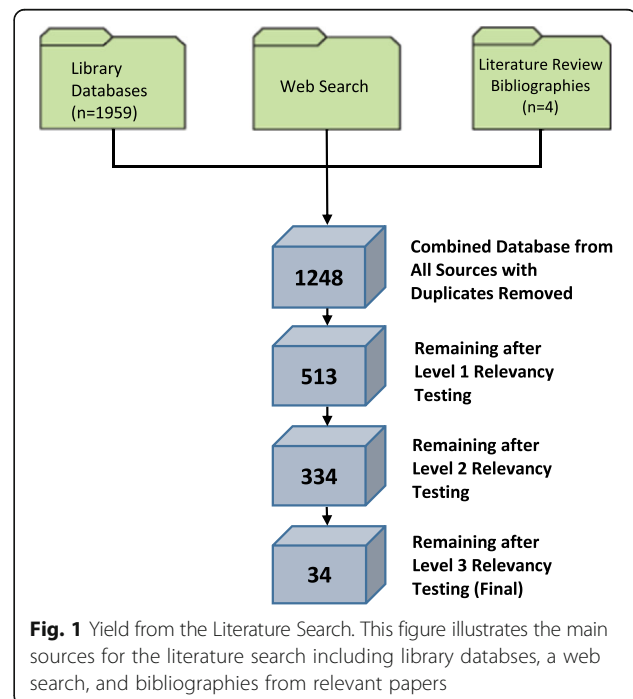 Library
Databases
(n=1959)
Web Search
Literature Review
Bibliographies
(n=4)
1248
Combined Database from
All Sources with
Duplicates Removed
513
Remaining after
Level 1 Relevancy
Testing
334
Remaining after
Level 2 Relevancy
Testing
34
Remaining after
Level 3 Relevancy
Testing (Final)
Fig. 1 Yield from the Literature Search. This figure illustrates the main
sources for the literature search including library databses, a web
search, and bibliographies from relevant papers